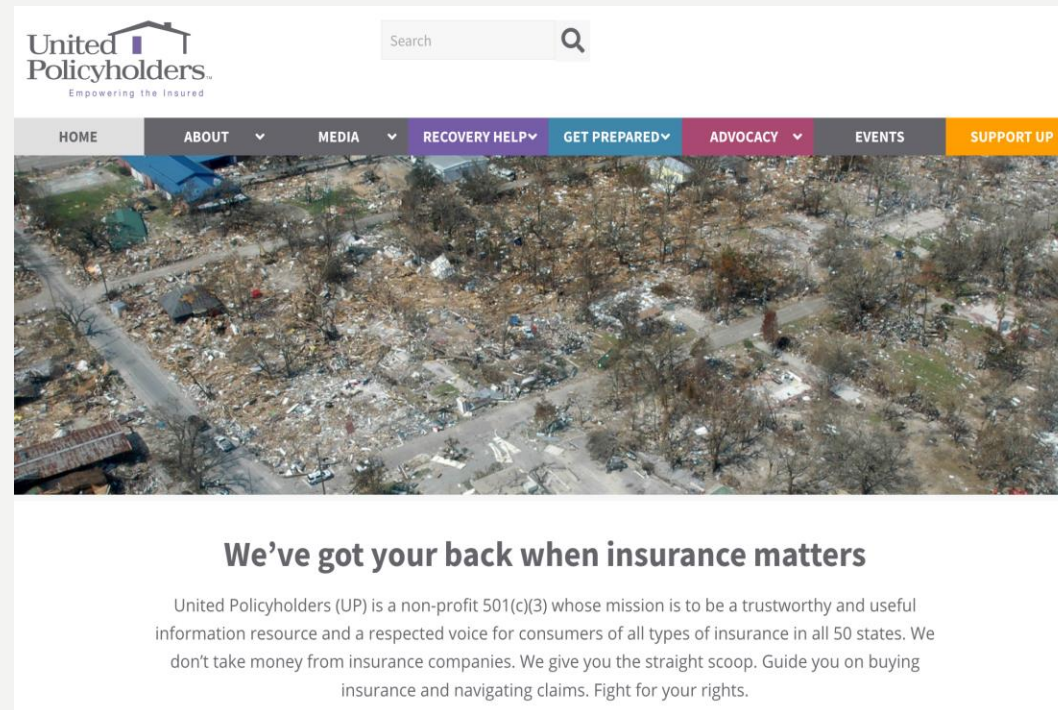 United
Policyholders™
Empowering the Insured
Search
HOME ABOUT MEDIA RECOVERY HELP GET PREPARED ADVOCACY EVENTS SUPPORT UP
We’ve got your back when insurance matters
United Policyholders (UP) is a non-profit 501(c)(3) whose mission is to be a trustworthy and useful
information resource and a respected voice for consumers of all types of insurance in all 50 states. We
don’t take money from insurance companies. We give you the straight scoop. Guide you on buying
insurance and navigating claims. Fight for your rights.